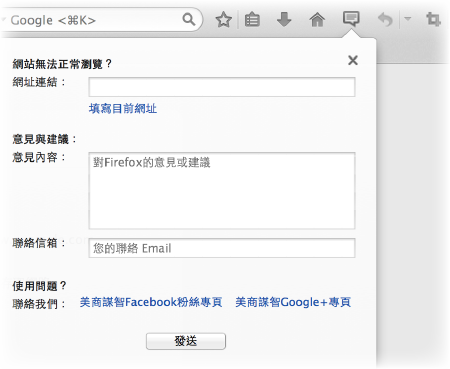 Google <⌘K>
網站無法正常瀏覽？
網址連結：
填寫目前網址
意見與建議：
意見內容：
對Firefox的意見或建議
聯絡信箱：
您的聯絡 Email
使用問題？
聯絡我們： 美商謀智Facebook粉絲專頁 美商謀智Google+專頁
發送